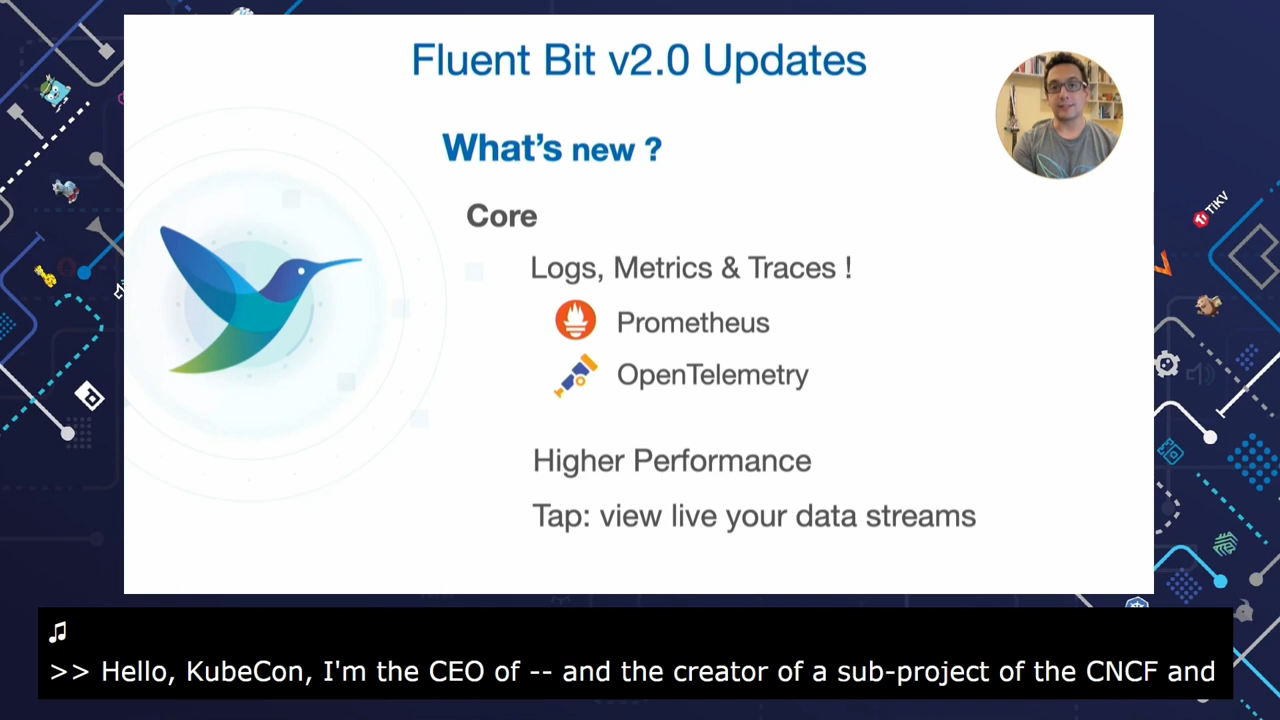 Fluent Bit v2.0 Updates
What's new ?
Core
Logs, Metrics & Traces !
Prometheus
OpenTelemetry
Higher Performance
Tap: view live your data streams
TiKV
♫
>> Hello, KubeCon, I'm the CEO of -- and the creator of a sub-project of the CNCF and